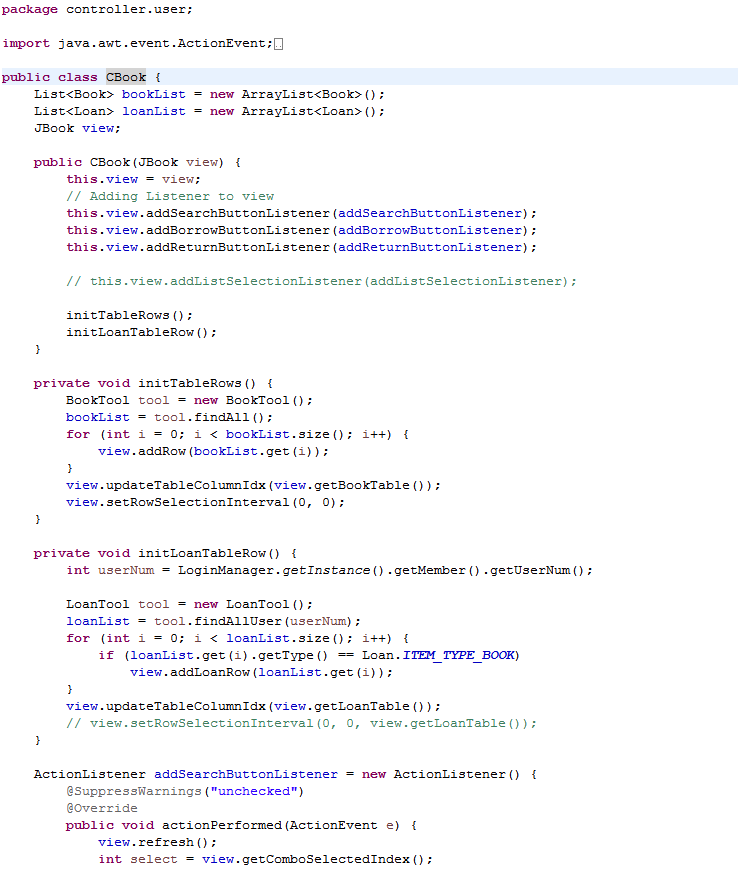 package controller.user;
import java.awt.event.ActionEvent;
public class CBook {
List<Book> bookList = new ArrayList<Book>();
List<Loan> loanList = new ArrayList<Loan>();
JBook view;
public CBook(JBook view) {
this.view = view;
// Adding Listener to view
this.view.addSearchButtonListener(addSearchButtonListener);
this.view.addBorrowButtonListener(addBorrowButtonListener);
this.view.addReturnButtonListener(addReturnButtonListener);
// this.view.addListSelectionListener(addListSelectionListener);
initTableRows();
initLoanTableRow();
}
private void initTableRows() {
BookTool tool = new BookTool();
bookList = tool.findAll();
for (int i = 0; i < bookList.size(); i++) {
view.addRow(bookList.get(i));
}
view.updateTableColumnIdx(view.getBookTable());
view.setRowSelectionInterval(0, 0);
}
private void initLoanTableRow() {
int userNum = LoginManager.getInstance().getMember().getUserNum();
LoanTool tool = new LoanTool();
loanList = tool.findAllUser(userNum);
for (int i = 0; i < loanList.size(); i++) {
if (loanList.get(i).getType() == Loan.ITEM_TYPE_BOOK)
view.addLoanRow(loanList.get(i));
}
view.updateTableColumnIdx(view.getLoanTable());
// view.setRowSelectionInterval(0, 0, view.getLoanTable());
}
ActionListener addSearchButtonListener = new ActionListener() {
@SuppressWarnings("unchecked")
@Override
public void actionPerformed(ActionEvent e) {
view.refresh();
int select = view.getComboSelectedIndex();